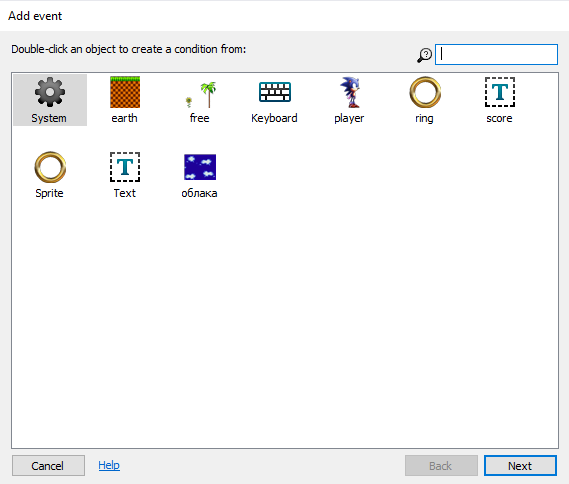 Add event
Double-click an object to create a condition from:
System earth free Keyboard player ring score
Sprite Text облака
Cancel Help Back Next